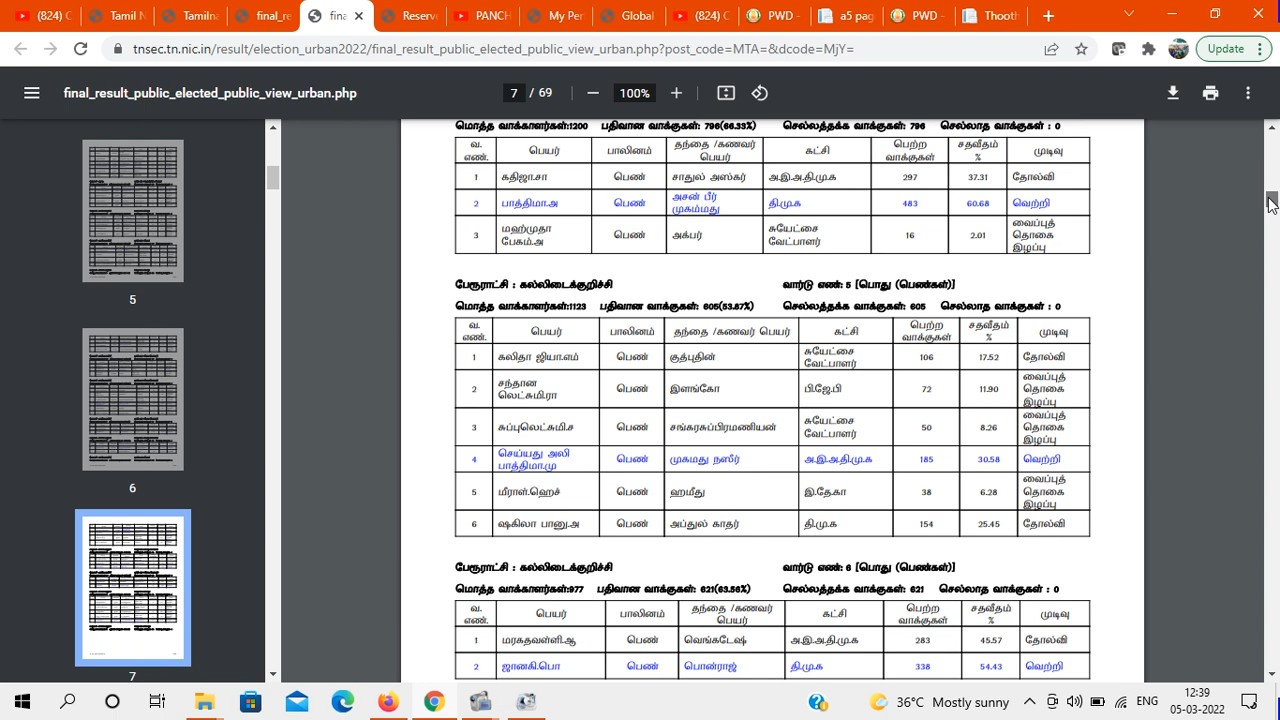 (824) C
Tamil N
Tamilna
final_re
fina
Reserve
PANCH
My Per
Global
(824) C
PWD -
a5 pag
PWD -
Thooth
tnsec.tn.nic.in/result/election_urban2022/final_result_public_elected_public_view_urban.php?post_code=MTA=&dcode=MjY=
Update
final_result_public_elected_public_view_urban.php
7 / 69
100%
5
6
7
மொத்த வாக்காளர்கள்:1200 பதிவான வாக்குகள்: 796(66.33%) செல்லத்தக்க வாக்குகள்: 796 செல்லாத வாக்குகள் : 0
வ. எண். பெயர் பாலினம் தந்தை /கணவர் பெயர் கட்சி பெற்ற வாக்குகள் சதவீதம் % முடிவு
1 கதிஜா.சா பெண் சாதுல் அஸ்கர் அ.இ.அ.தி.மு.க 297 37.31 தோல்வி
2 பாத்திமா.அ பெண் அசன் பீர் முகம்மது தி.மு.க 483 60.68 வெற்றி
3 மஹ்முதா பேகம்.அ பெண் அக்பர் சுயேட்சை வேட்பாளர் 16 2.01 வைப்புத் தொகை இழப்பு
பேரூராட்சி : கல்லிடைக்குறிச்சி வார்டு எண்: 5 [பொது (பெண்கள்)]
மொத்த வாக்காளர்கள்:1123 பதிவான வாக்குகள்: 605(53.87%) செல்லத்தக்க வாக்குகள்: 605 செல்லாத வாக்குகள் : 0
வ. எண். பெயர் பாலினம் தந்தை /கணவர் பெயர் கட்சி பெற்ற வாக்குகள் சதவீதம் % முடிவு
1 கலிதா ஜியா.எம் பெண் குத்புதின் சுயேட்சை வேட்பாளர் 106 17.52 தோல்வி
2 சந்தான லெட்சுமி.ரா பெண் இளங்கோ பி.ஜே.பி 72 11.90 வைப்புத் தொகை இழப்பு
3 சுப்புலெட்சுமி.ச பெண் சங்கரசுப்பிரமணியன் சுயேட்சை வேட்பாளர் 50 8.26 வைப்புத் தொகை இழப்பு
4 செய்யது அலி பாத்திமா.மு பெண் முகமது நஸீர் அ.இ.அ.தி.மு.க 185 30.58 வெற்றி
5 மீராள்.ஹெச் பெண் ஹமீது இ.தே.கா 38 6.28 வைப்புத் தொகை இழப்பு
6 ஷகிலா பானு.அ பெண் அப்துல் காதர் தி.மு.க 154 25.45 தோல்வி
பேரூராட்சி : கல்லிடைக்குறிச்சி வார்டு எண்: 6 [பொது (பெண்கள்)]
மொத்த வாக்காளர்கள்:977 பதிவான வாக்குகள்: 621(63.56%) செல்லத்தக்க வாக்குகள்: 621 செல்லாத வாக்குகள் : 0
வ. எண். பெயர் பாலினம் தந்தை /கணவர் பெயர் கட்சி பெற்ற வாக்குகள் சதவீதம் % முடிவு
1 மரகதவள்ளி.ஆ பெண் வெங்கடேஷ் அ.இ.அ.தி.மு.க 283 45.57 தோல்வி
2 ஜானகி.பொ பெண் பொன்ராஜ் தி.மு.க 338 54.43 வெற்றி
36°C Mostly sunny
ENG
12:39
05-03-2022